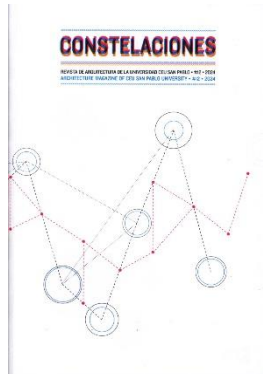 CONSTELACIONES
REVISTA DE ARQUITECTURA DE LA UNIVERSIDAD CEU SAN PABLO • Nº12 • 2024
ARCHITECTURE MAGAZINE OF CEU SAN PABLO UNIVERSITY • Nº12 • 2024